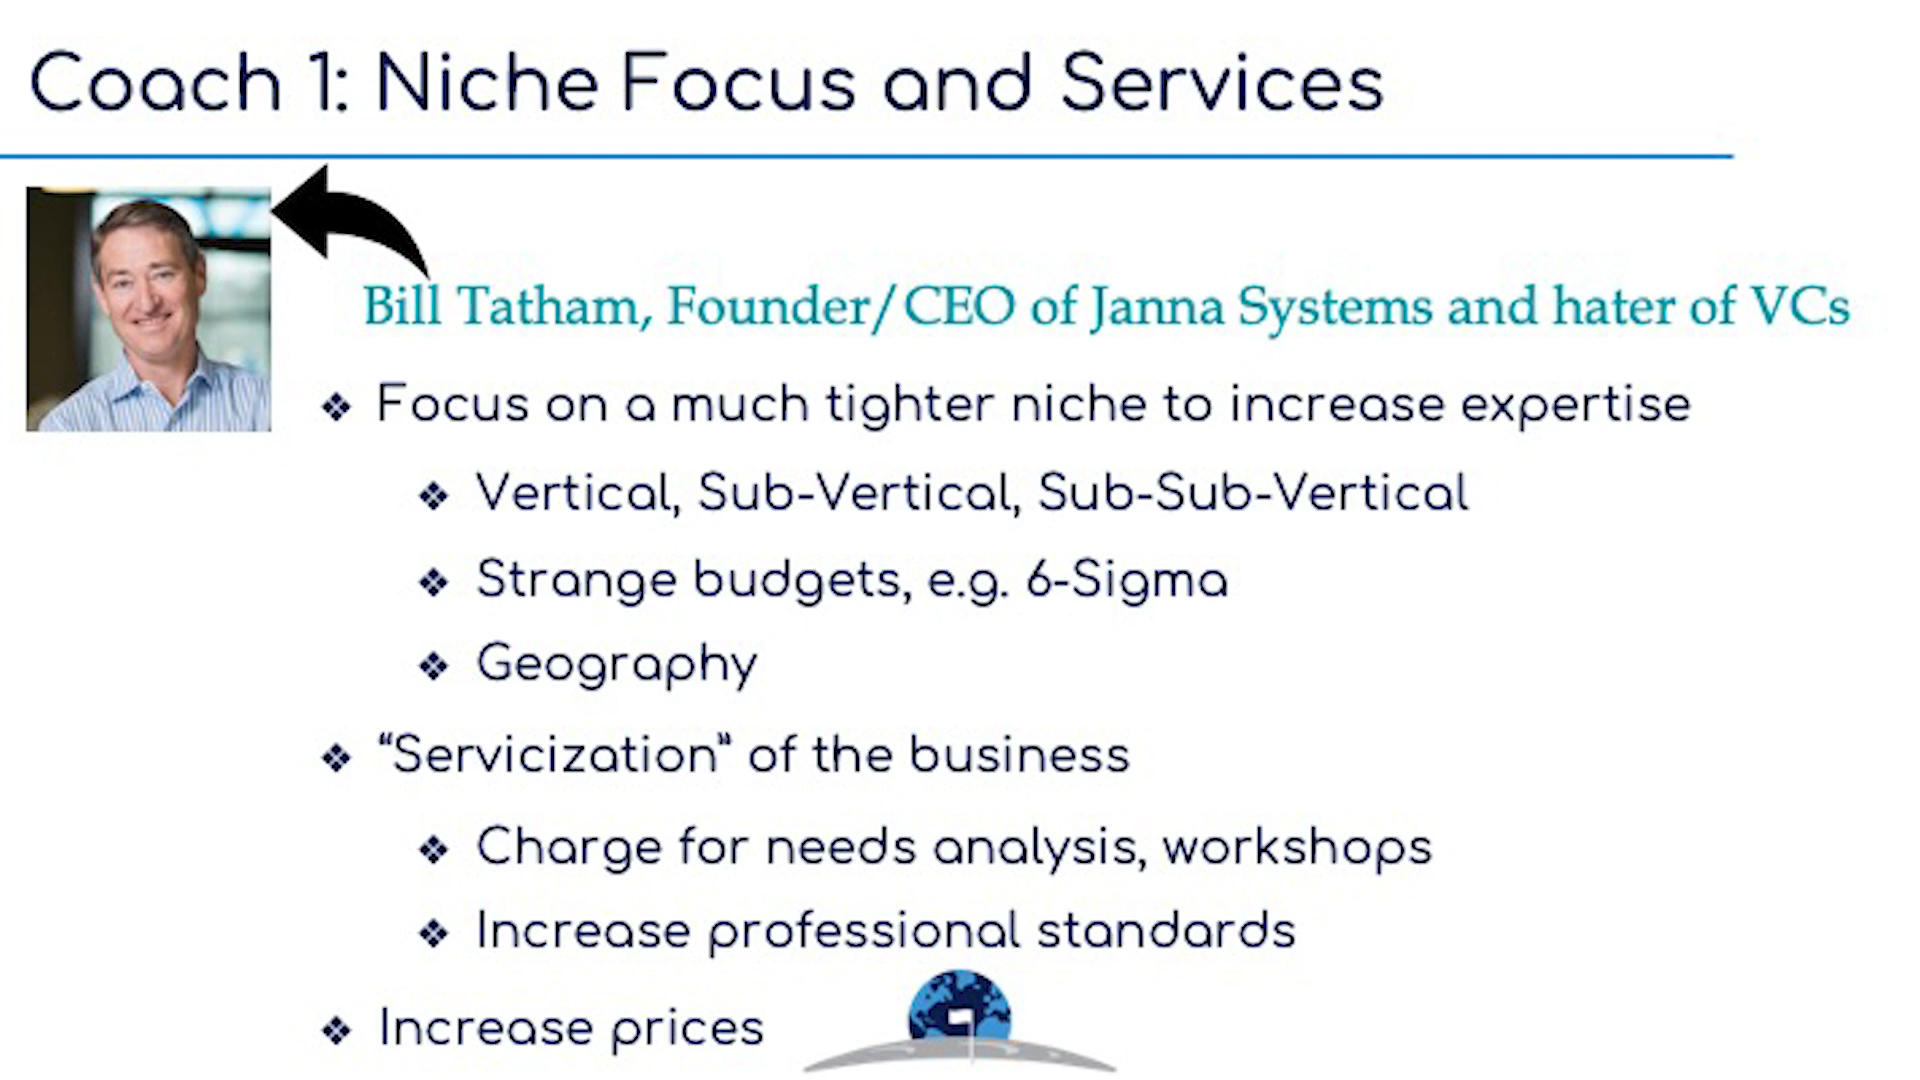 Coach 1: Niche Focus and Services
Bill Tatham, Founder/CEO of Janna Systems and hater of VCs
❖ Focus on a much tighter niche to increase expertise
❖ Vertical, Sub-Vertical, Sub-Sub-Vertical
❖ Strange budgets, e.g. 6-Sigma
❖ Geography
❖ “Servicization” of the business
❖ Charge for needs analysis, workshops
❖ Increase professional standards
❖ Increase prices